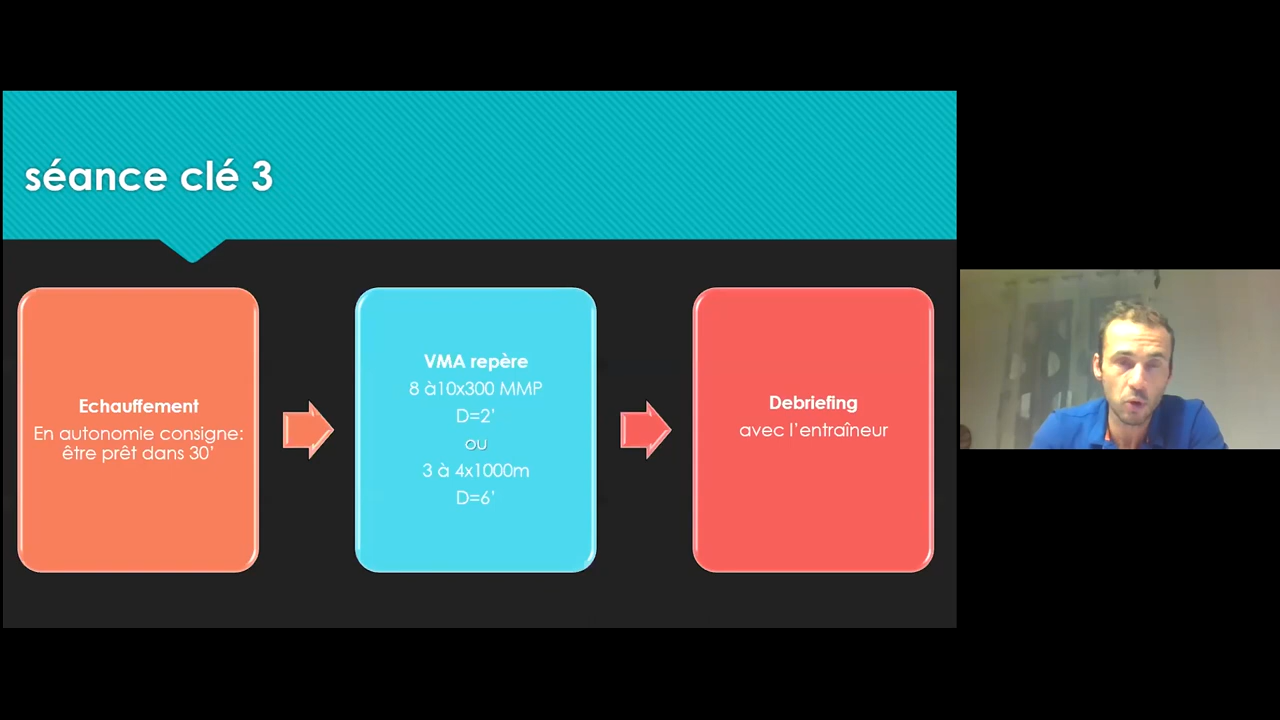 séance clé 3
Echauffement
En autonomie consigne:
être prêt dans 30'
VMA repère
8 à10x300 MMP
D=2'
ou
3 à 4x1000m
D=6'
Debriefing
avec l'entraîneur